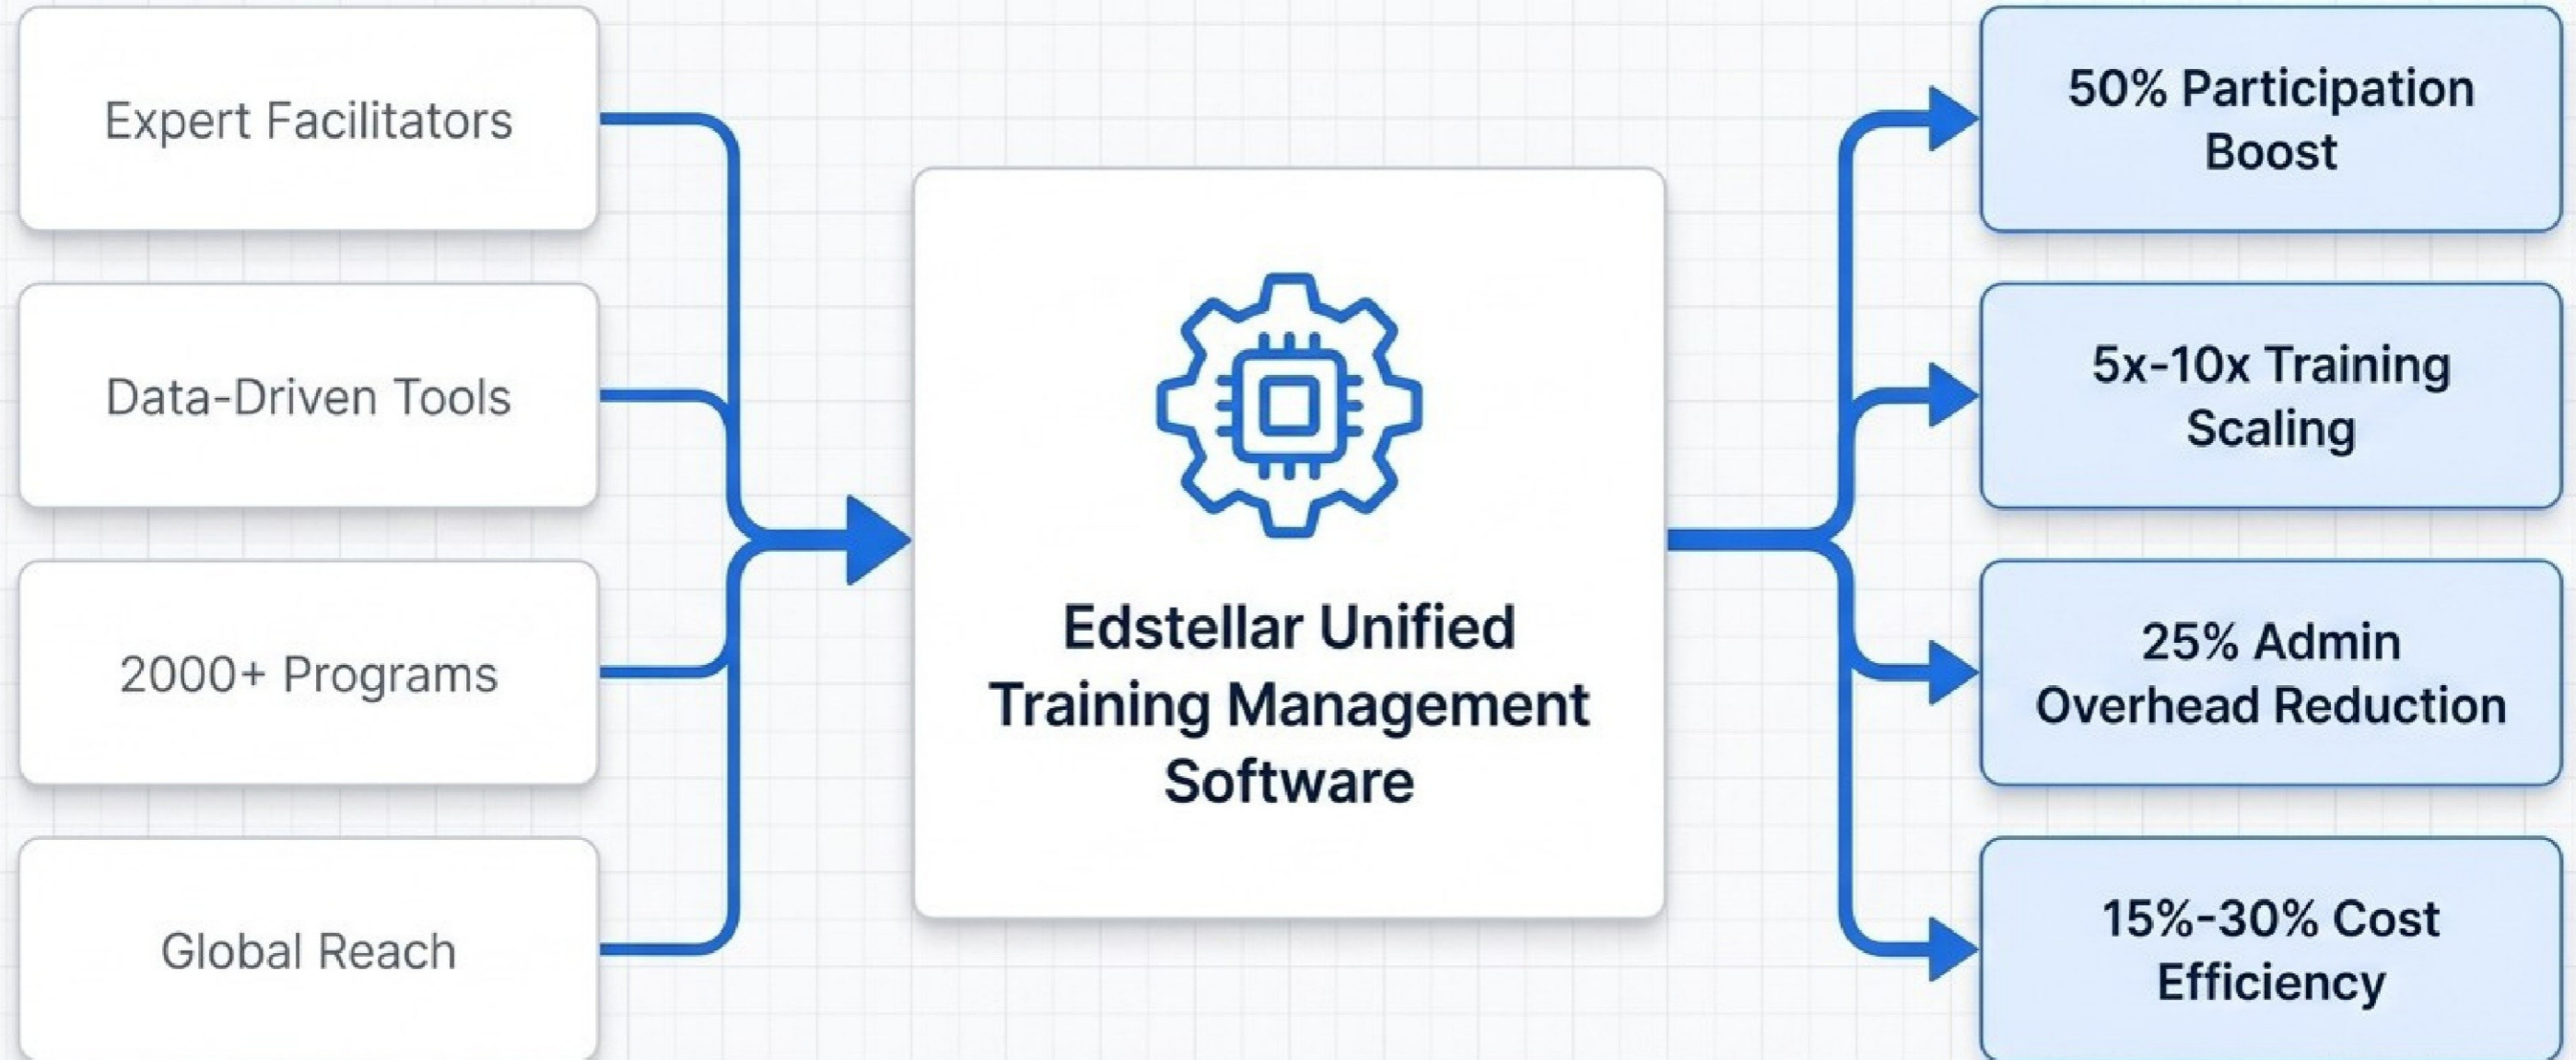 Expert Facilitators
Data-Driven Tools
2000+ Programs
Global Reach
Edstellar Unified
Training Management
Software
50% Participation
Boost
5x-10x Training
Scaling
25% Admin
Overhead Reduction
15%-30% Cost
Efficiency